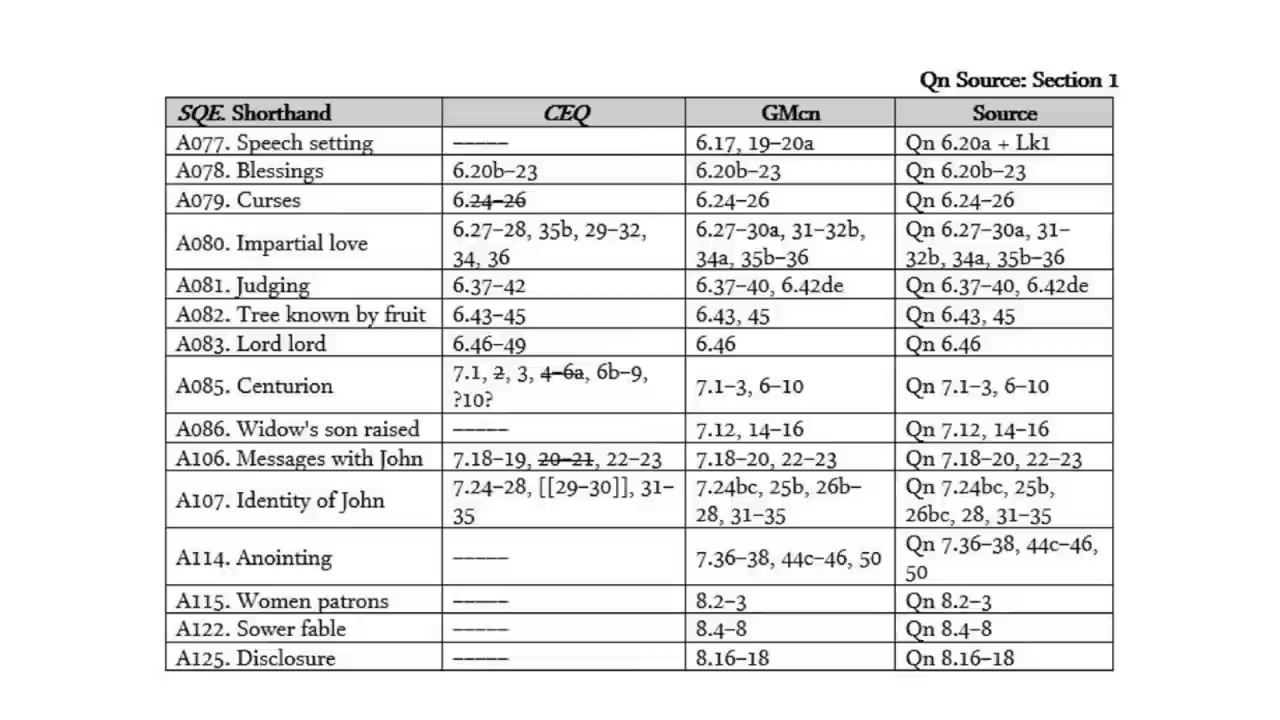 Qn Source: Section 1
SQE. Shorthand CEQ GMcn Source
A077. Speech setting ––––– 6.17, 19–20a Qn 6.20a + Lk1
A078. Blessings 6.20b–23 6.20b–23 Qn 6.20b–23
A079. Curses 6.24–26 6.24–26 Qn 6.24–26
A080. Impartial love 6.27–28, 35b, 29–32, 6.27–30a, 31–32b, Qn 6.27–30a, 31–
34, 36 34a, 35b–36 32b, 34a, 35b–36
A081. Judging 6.37–42 6.37–40, 6.42de Qn 6.37–40, 6.42de
A082. Tree known by fruit 6.43–45 6.43, 45 Qn 6.43, 45
A083. Lord lord 6.46–49 6.46 Qn 6.46
A085. Centurion 7.1, 2, 3, 4–6a, 6b–9, 7.1–3, 6–10 Qn 7.1–3, 6–10
?10?
A086. Widow's son raised ––––– 7.12, 14–16 Qn 7.12, 14–16
A106. Messages with John 7.18–19, 20–21, 22–23 7.18–20, 22–23 Qn 7.18–20, 22–23
A107. Identity of John 7.24–28, [[29–30]], 31– 7.24bc, 25b, 26b– Qn 7.24bc, 25b,
35 28, 31–35 26bc, 28, 31–35
A114. Anointing ––––– 7.36–38, 44c–46, 50 Qn 7.36–38, 44c–46,
50
A115. Women patrons ––––– 8.2–3 Qn 8.2–3
A122. Sower fable ––––– 8.4–8 Qn 8.4–8
A125. Disclosure ––––– 8.16–18 Qn 8.16–18